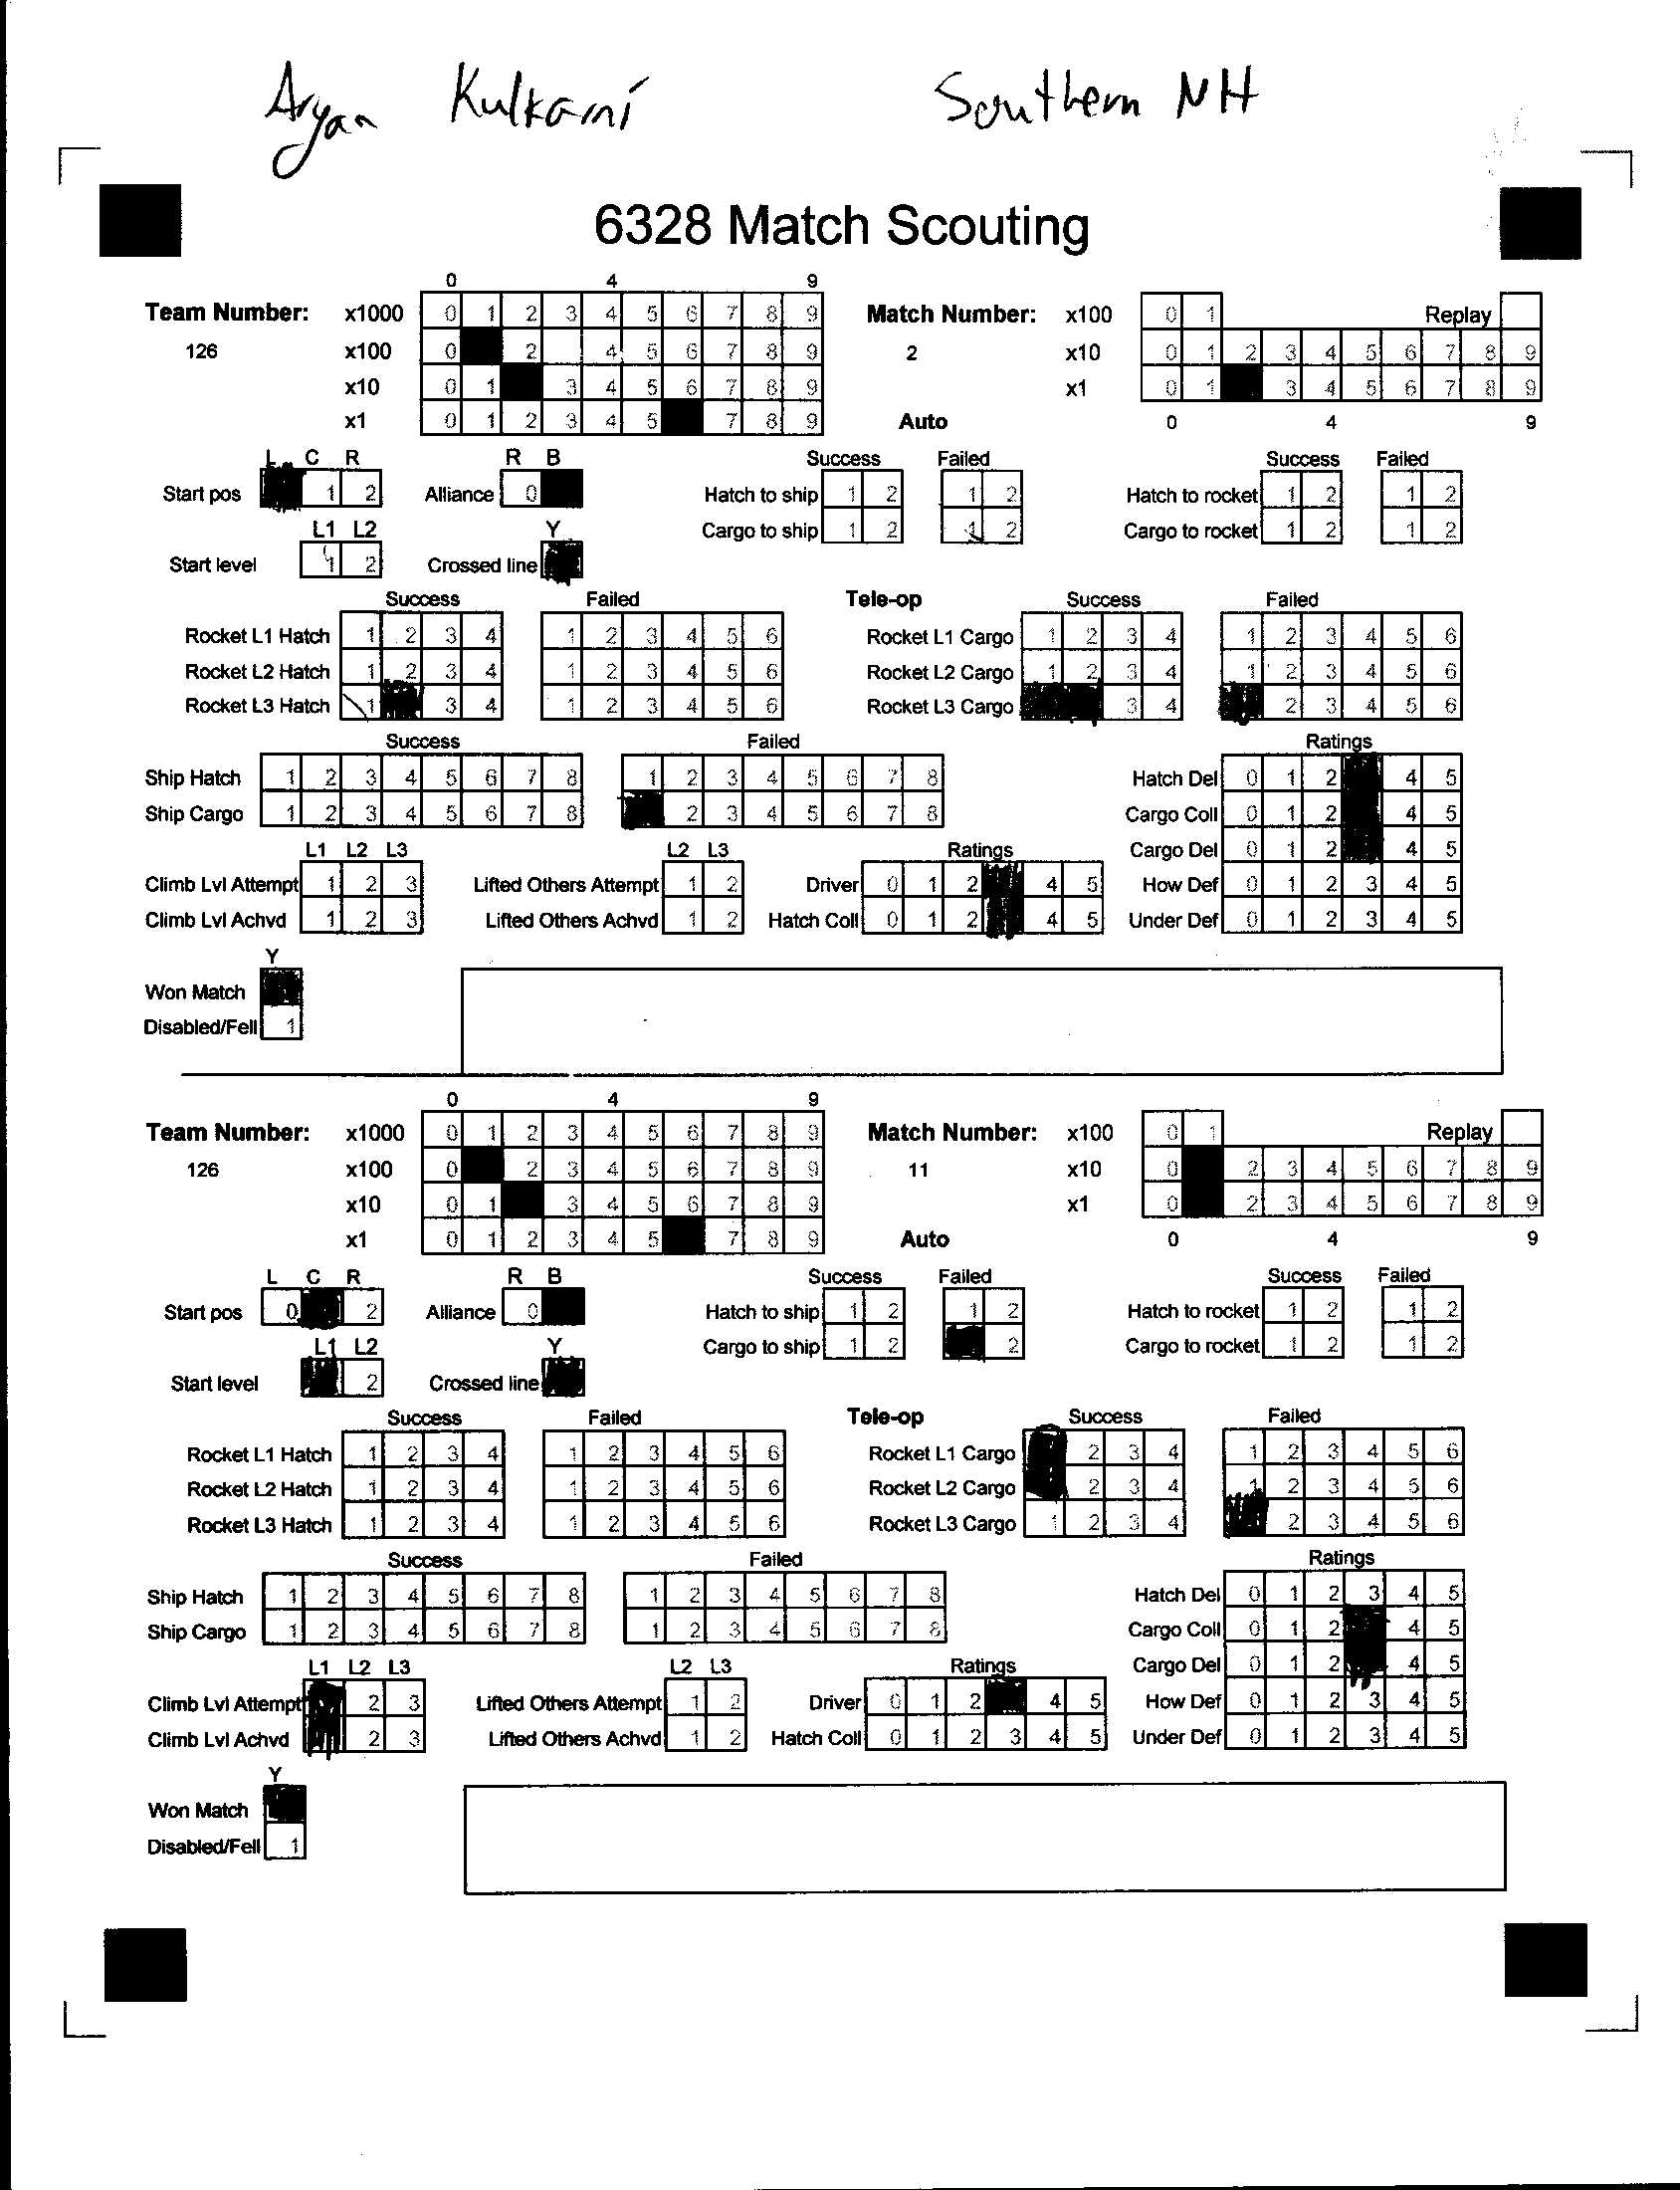 Aryan Kulkarni Southern NH
6328 Match Scouting
0 4 9
Team Number: x1000 0 1 2 3 4 5 6 7 8 9 Match Number: x100 0 1 Replay
126 x100 0 2 4 5 6 7 8 9 2 x10 0 1 2 3 4 5 6 7 8 9
x10 0 1 3 4 5 6 7 8 9 x1 0 1 3 4 5 6 7 8 9
x1 0 1 2 3 4 5 7 8 9 Auto 0 4 9
L C R R B Success Failed Success Failed
Start pos 1 2 Alliance 0 Hatch to ship 1 2 1 2 Hatch to rocket 1 2 1 2
L1 L2 Y Cargo to ship 1 2 1 2 Cargo to rocket 1 2 1 2
Start level 1 2 Crossed line
Success Failed Tele-op Success Failed
Rocket L1 Hatch 1 2 3 4 1 2 3 4 5 6 Rocket L1 Cargo 1 2 3 4 1 2 3 4 5 6
Rocket L2 Hatch 1 2 3 4 1 2 3 4 5 6 Rocket L2 Cargo 1 2 3 4 1 2 3 4 5 6
Rocket L3 Hatch 1 3 4 1 2 3 4 5 6 Rocket L3 Cargo 3 4 2 3 4 5 6
Success Failed Ratings
Ship Hatch 1 2 3 4 5 6 7 8 1 2 3 4 5 6 7 8 Hatch Del 0 1 2 4 5
Ship Cargo 1 2 3 4 5 6 7 8 2 3 4 5 6 7 8 Cargo Coll 0 1 2 4 5
L1 L2 L3 L2 L3 Ratings Cargo Del 0 1 2 4 5
Climb Lvl Attempt 1 2 3 Lifted Others Attempt 1 2 Driver 0 1 2 4 5 How Def 0 1 2 3 4 5
Climb Lvl Achvd 1 2 3 Lifted Others Achvd 1 2 Hatch Coll 0 1 2 4 5 Under Def 0 1 2 3 4 5
Y
Won Match
Disabled/Fell 1
0 4 9
Team Number: x1000 0 1 2 3 4 5 6 7 8 9 Match Number: x100 0 1 Replay
126 x100 0 2 3 4 5 6 7 8 9 11 x10 0 2 3 4 5 6 7 8 9
x10 0 1 3 4 5 6 7 8 9 x1 0 2 3 4 5 6 7 8 9
x1 0 1 2 3 4 5 7 8 9 Auto 0 4 9
L C R R B Success Failed Success Failed
Start pos 0 2 Alliance 0 Hatch to ship 1 2 1 2 Hatch to rocket 1 2 1 2
L1 L2 Y Cargo to ship 1 2 2 Cargo to rocket 1 2 1 2
Start level 2 Crossed line
Success Failed Tele-op Success Failed
Rocket L1 Hatch 1 2 3 4 1 2 3 4 5 6 Rocket L1 Cargo 2 3 4 1 2 3 4 5 6
Rocket L2 Hatch 1 2 3 4 1 2 3 4 5 6 Rocket L2 Cargo 2 3 4 1 2 3 4 5 6
Rocket L3 Hatch 1 2 3 4 1 2 3 4 5 6 Rocket L3 Cargo 1 2 3 4 2 3 4 5 6
Success Failed Ratings
Ship Hatch 1 2 3 4 5 6 7 8 1 2 3 4 5 6 7 8 Hatch Del 0 1 2 3 4 5
Ship Cargo 1 2 3 4 5 6 7 8 1 2 3 4 5 6 7 8 Cargo Coll 0 1 2 4 5
L1 L2 L3 L2 L3 Ratings Cargo Del 0 1 2 4 5
Climb Lvl Attempt 2 3 Lifted Others Attempt 1 2 Driver 0 1 2 4 5 How Def 0 1 2 3 4 5
Climb Lvl Achvd 2 3 Lifted Others Achvd 1 2 Hatch Coll 0 1 2 3 4 5 Under Def 0 1 2 3 4 5
Y
Won Match
Disabled/Fell 1